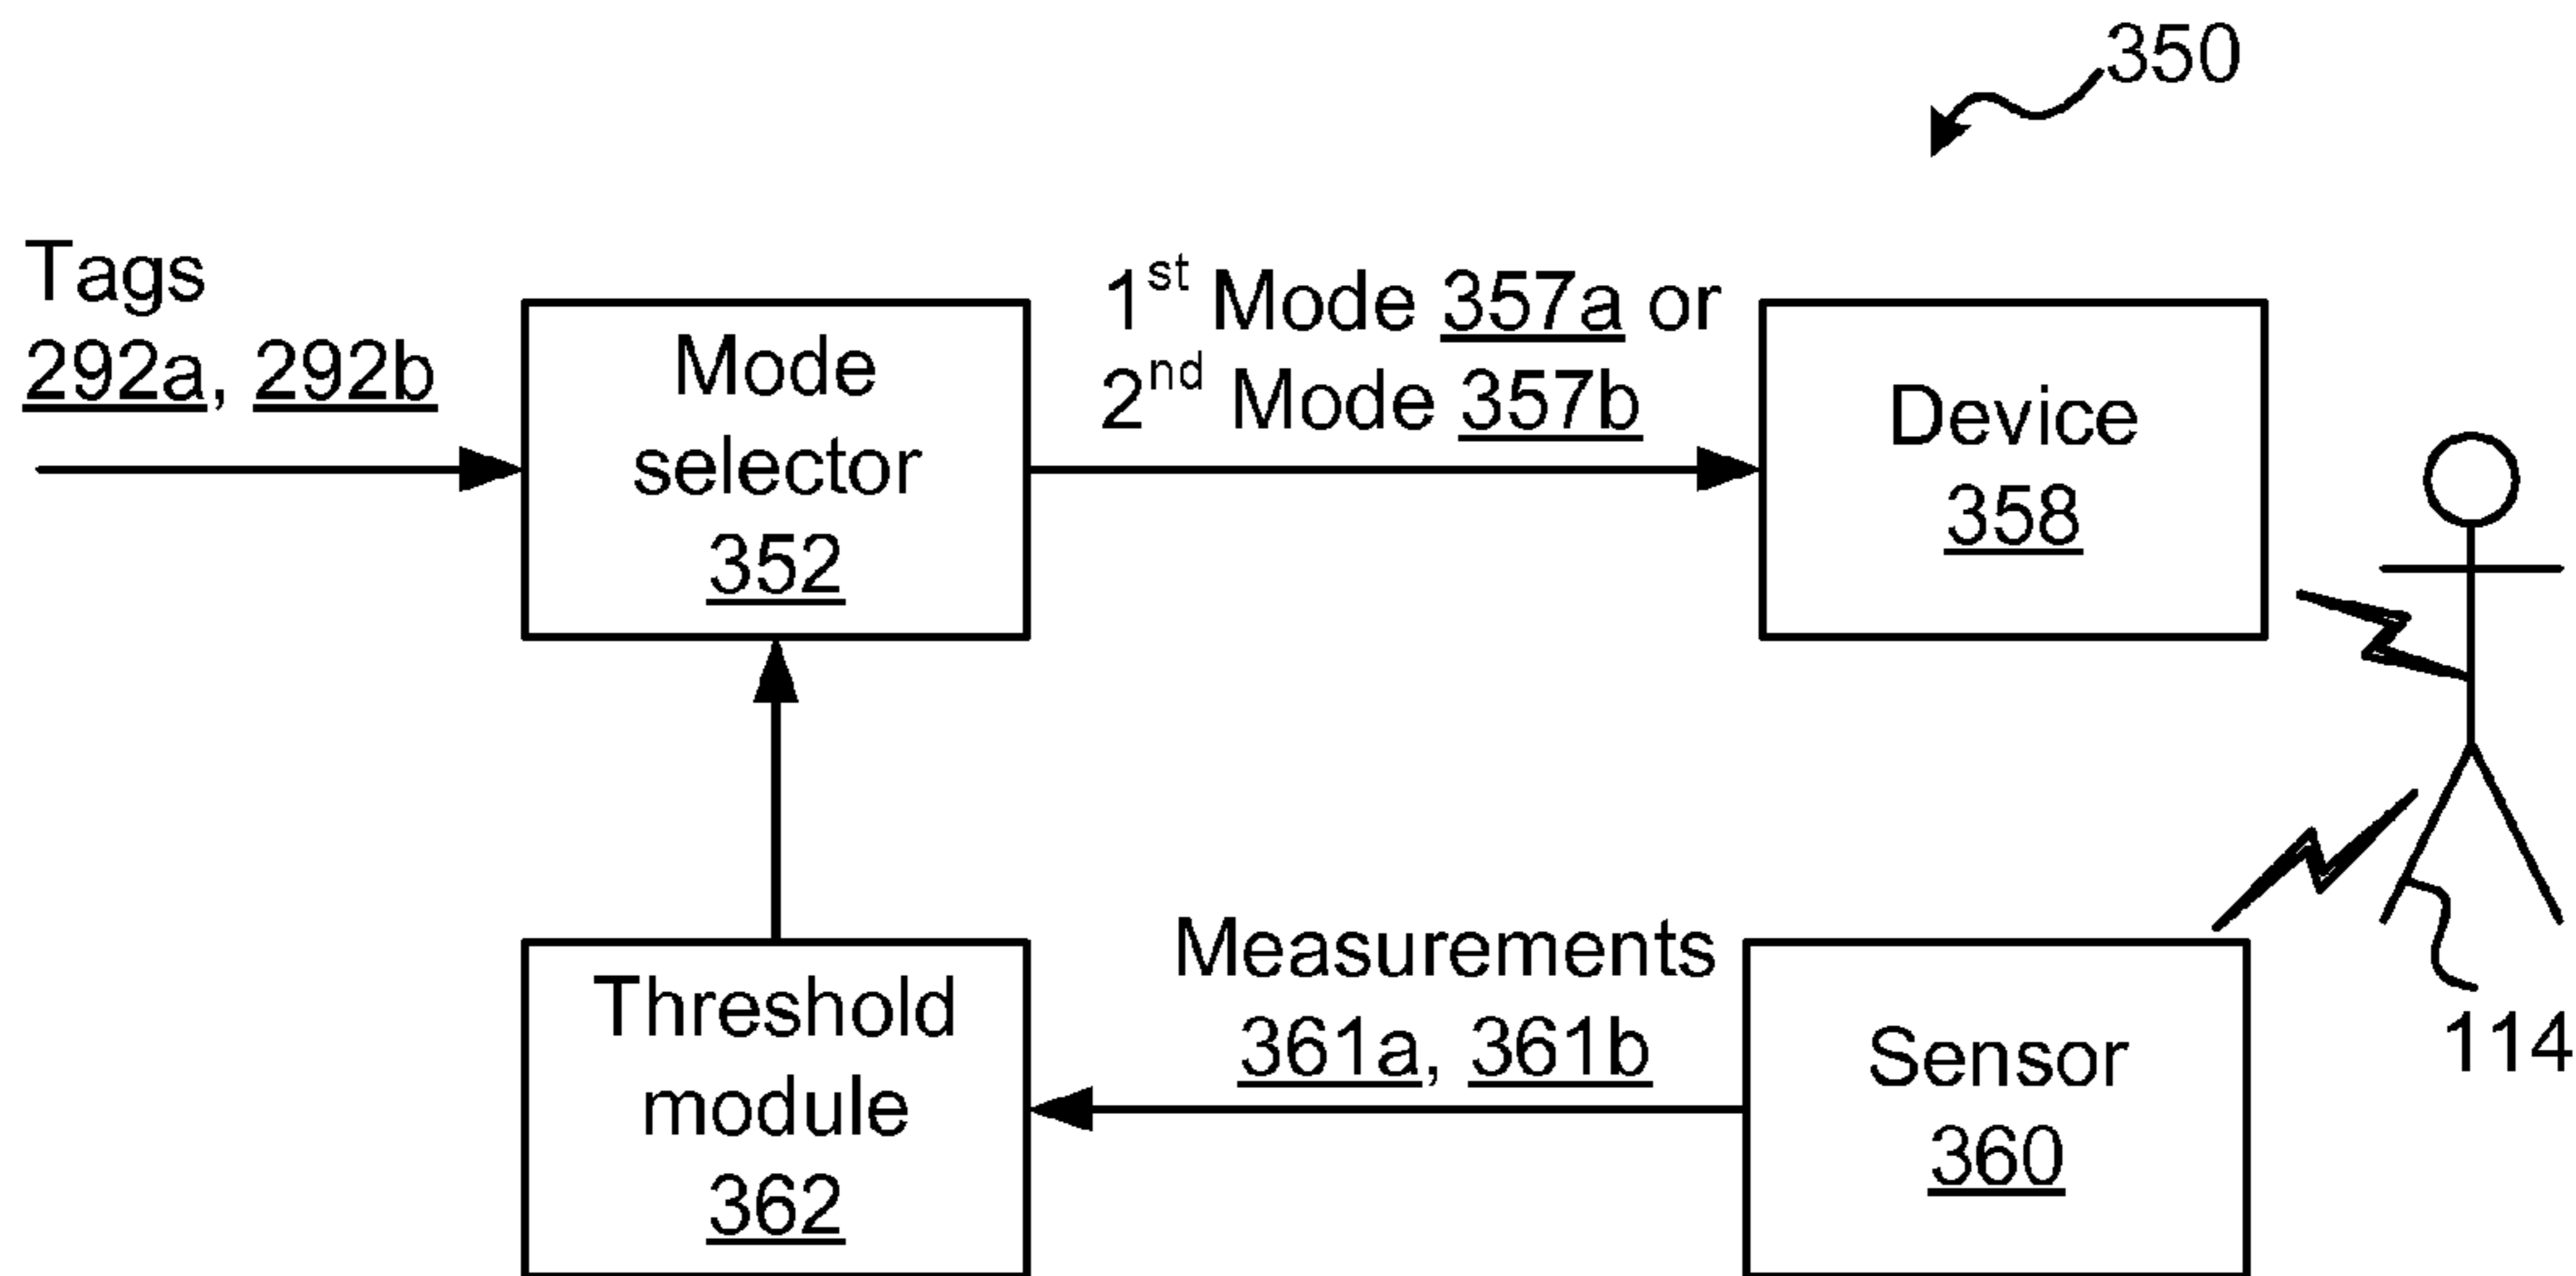 350
Tags
292a, 292b
Mode
selector
352
1st Mode 357a or
2nd Mode 357b
Device
358
Threshold
module
362
Measurements
361a, 361b
Sensor
360
114